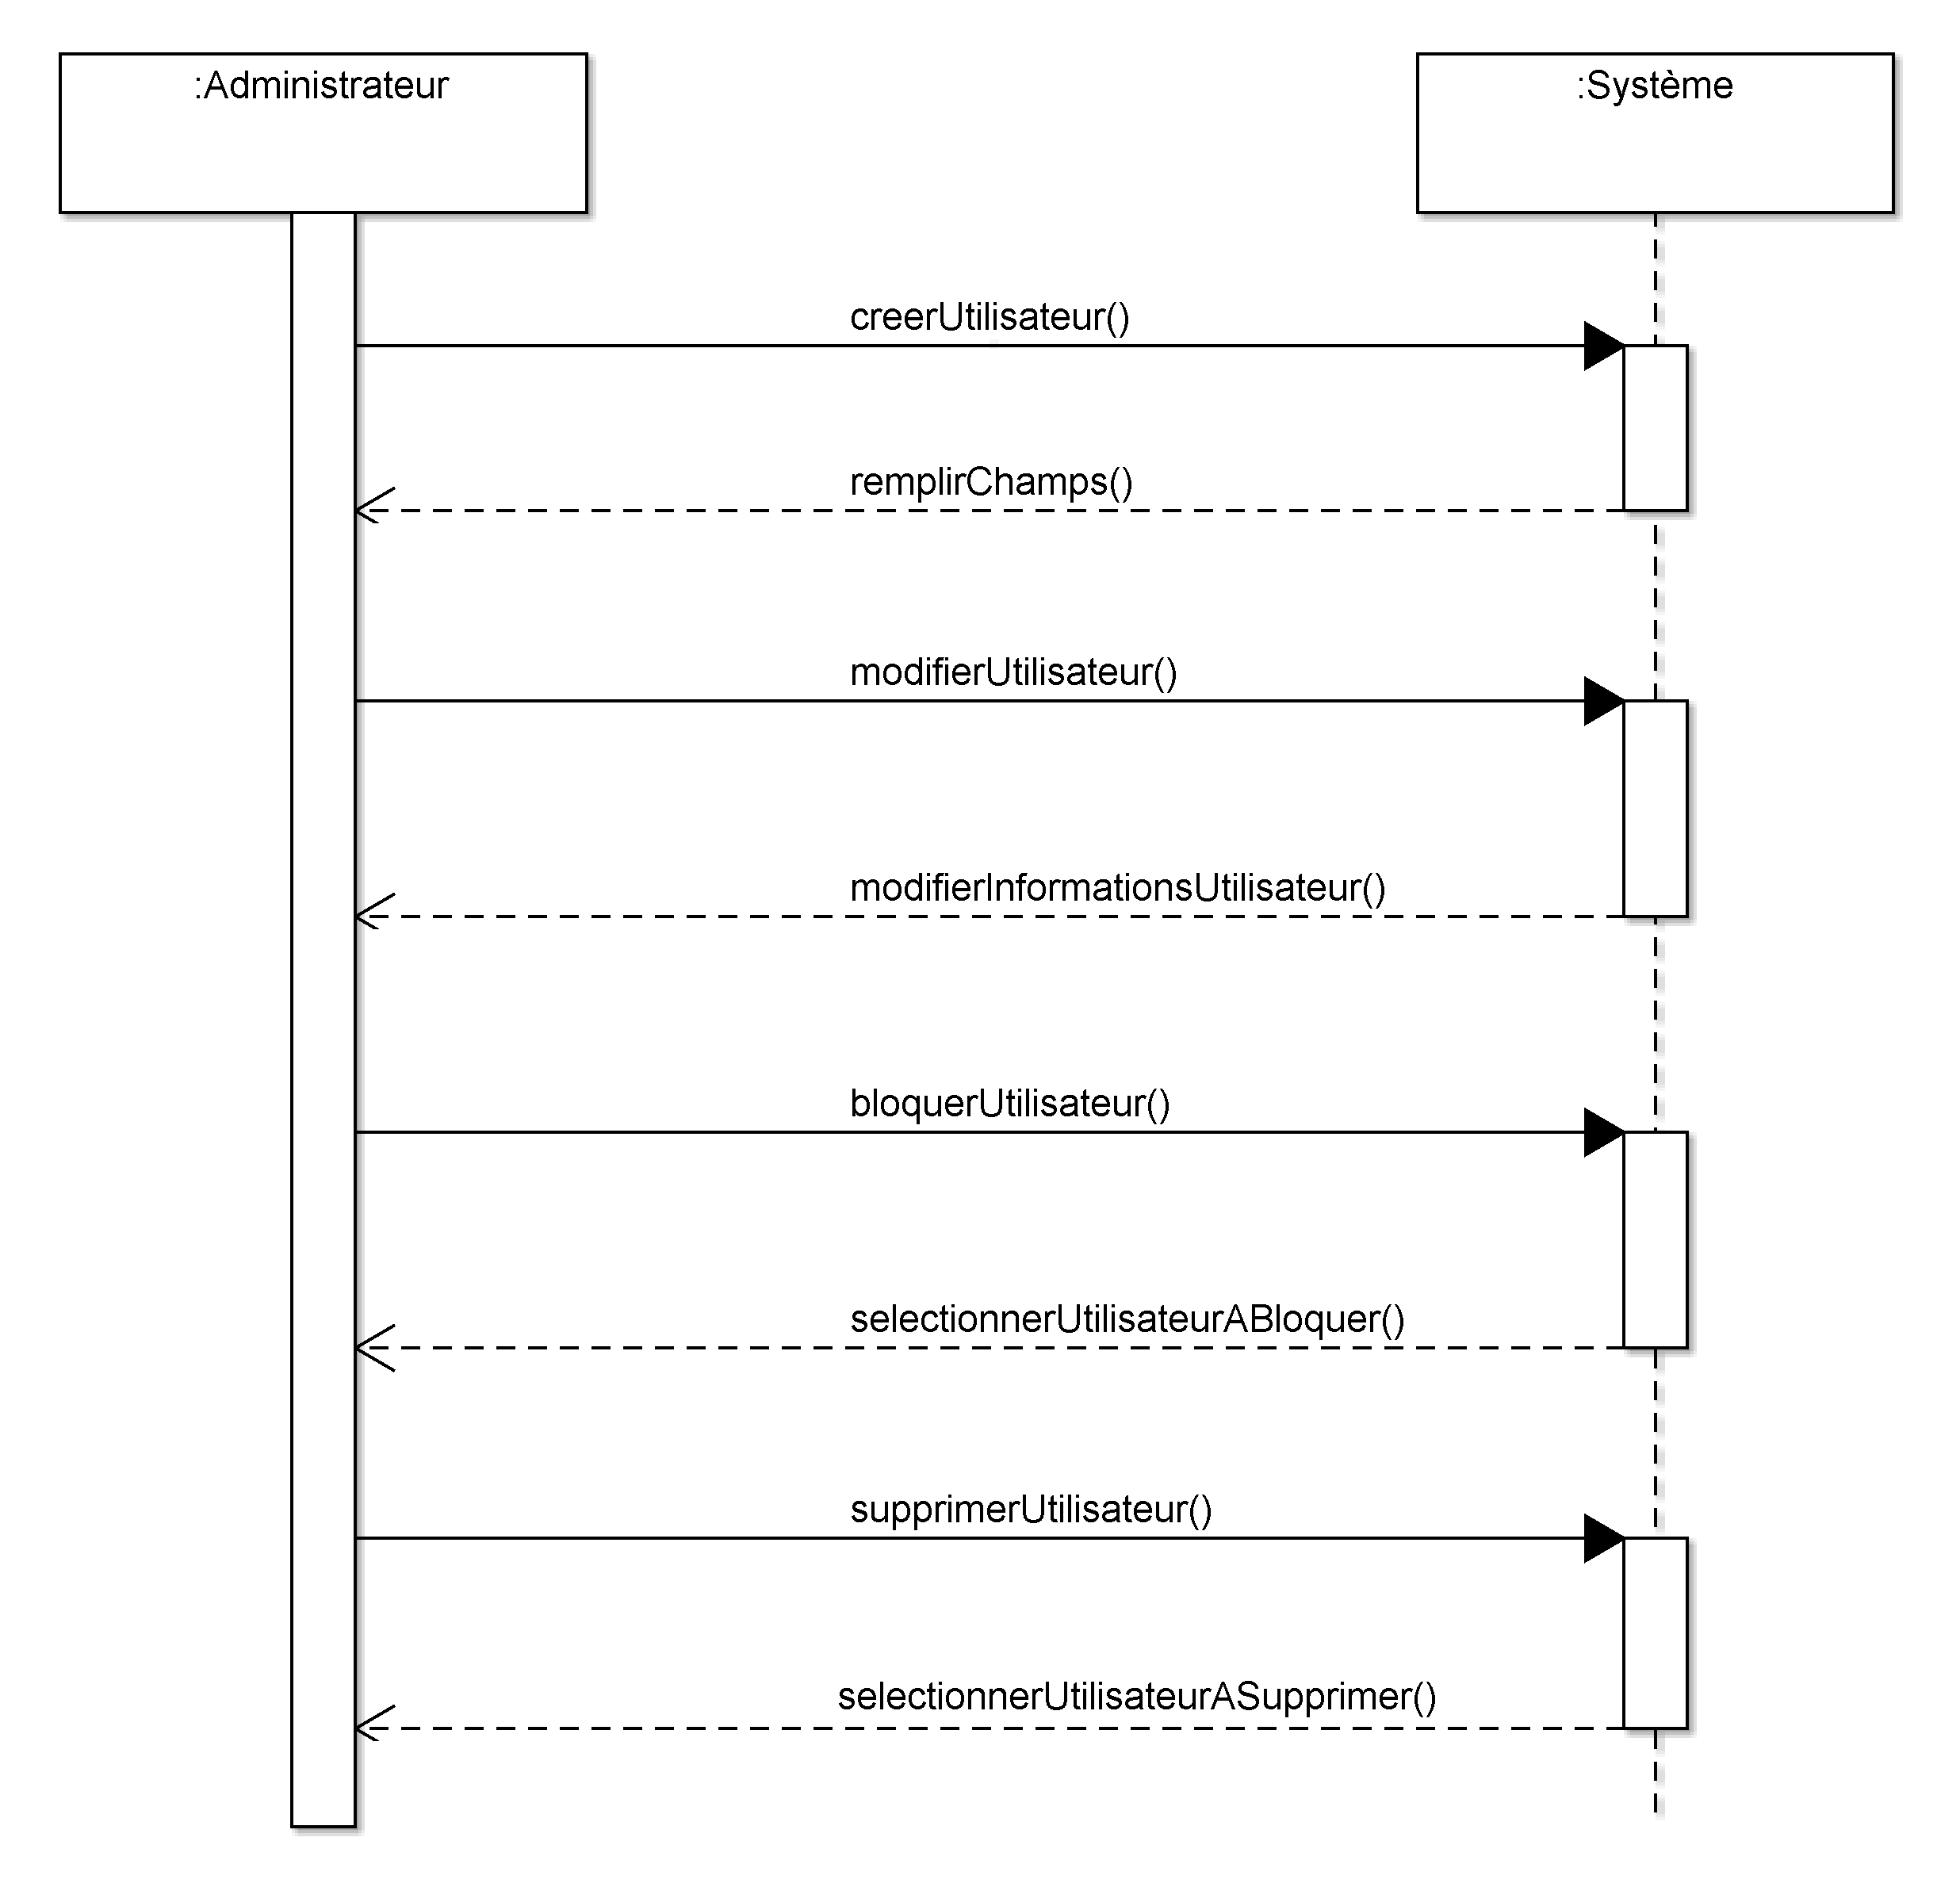 :Administrateur
:Système
creerUtilisateur()
remplirChamps()
modifierUtilisateur()
modifierInformationsUtilisateur()
bloquerUtilisateur()
selectionnerUtilisateurABloquer()
supprimerUtilisateur()
selectionnerUtilisateurASupprimer()